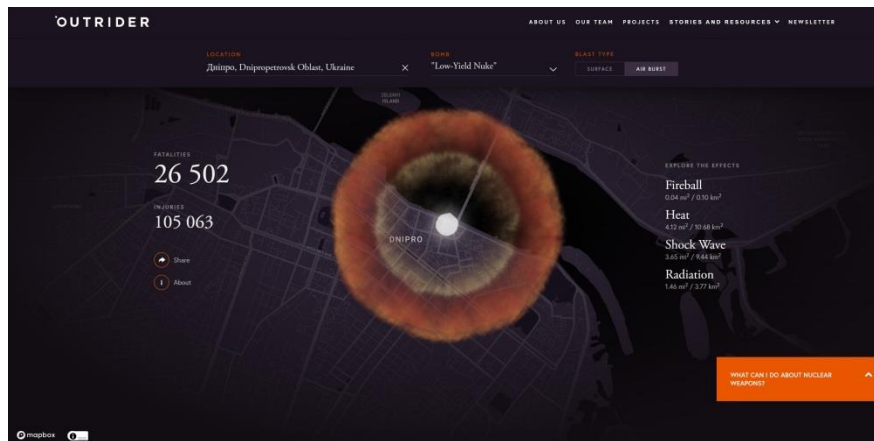 OUTRIDER
ABOUT US OUR TEAM PROJECTS STORIES AND RESOURCES NEWSLETTER
LOCATION
Дніпро, Dnipropetrovsk Oblast, Ukraine
BOMB
"Low-Yield Nuke"
BLAST TYPE
SURFACE AIR BURST
ZELENYI
ISLAND
FATALITIES
26 502
INJURIES
105 063
Share
About
DNIPRO
EXPLORE THE EFFECTS
Fireball
0.04 mi² / 0.10 km²
Heat
4.12 mi² / 10.68 km²
Shock Wave
3.65 mi² / 9.44 km²
Radiation
1.46 mi² / 3.77 km²
WHAT CAN I DO ABOUT NUCLEAR
WEAPONS?
mapbox